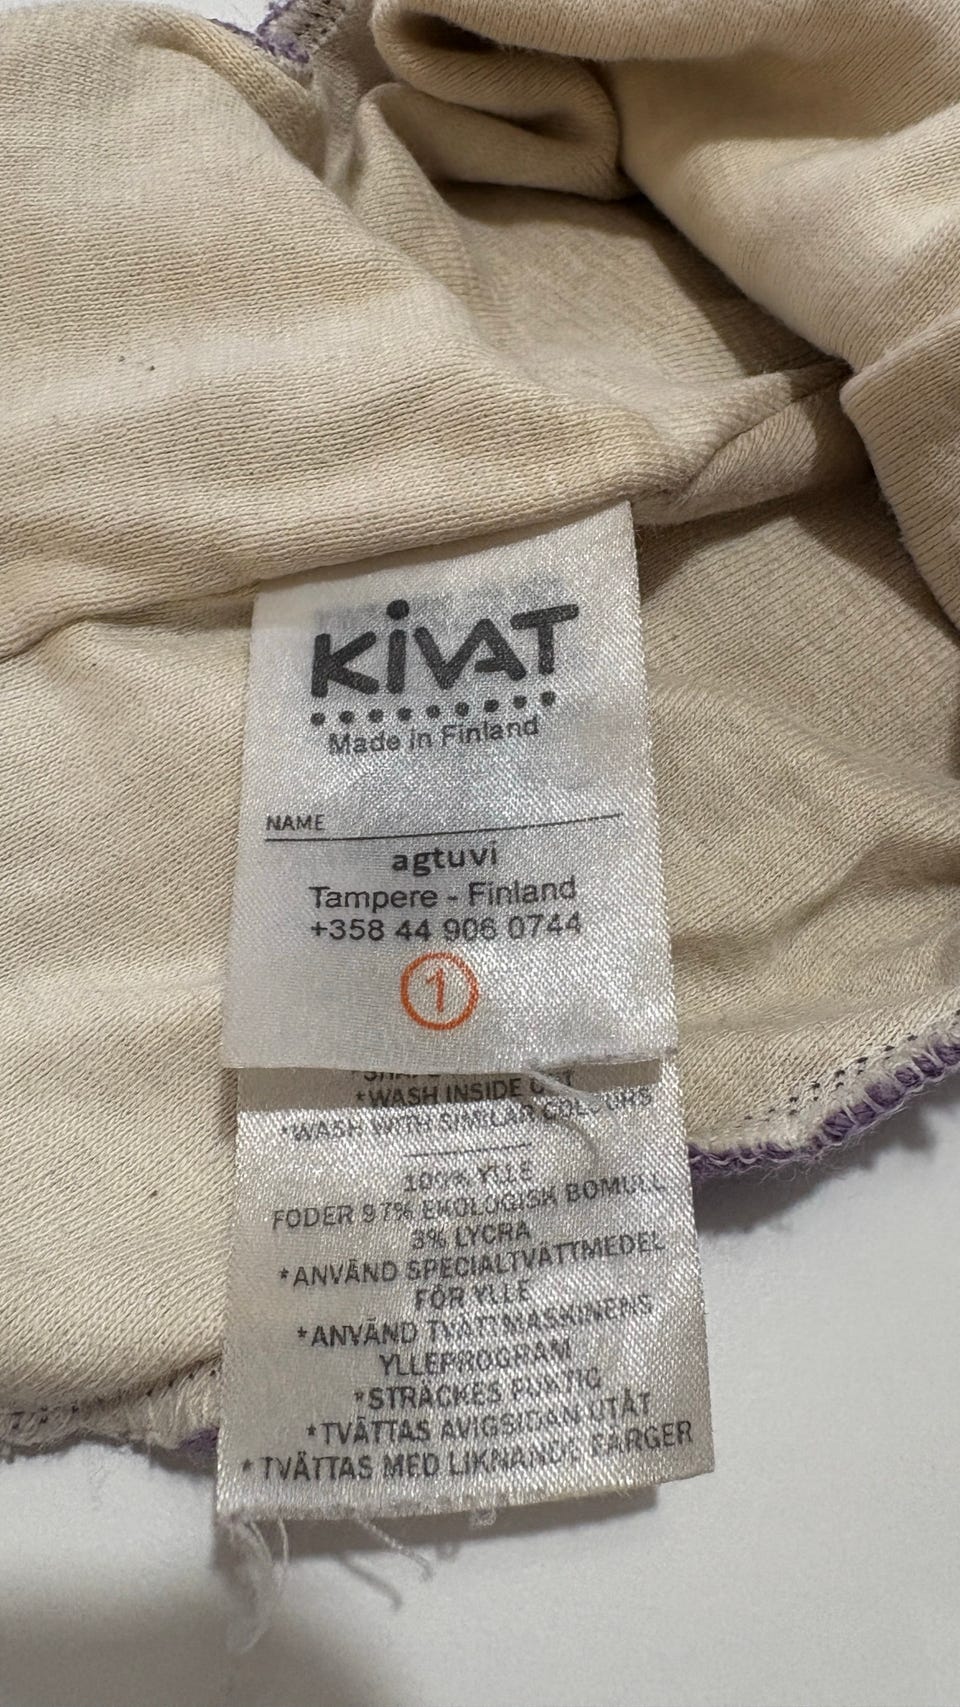 KiVAT
Made in Finland
NAME
agtuvi
Tampere - Finland
+358 44 906 0744
1
*WASH INSIDE OUT
*WASH WITH SIMILAR COLOURS
100% YLLE
FODER 97% EKOLOGISK BOMULL
3% LYCRA
*ANVÄND SPECIALTVÄTTMEDEL
FÖR YLLE
*ANVÄND TVÄTTMASKINENS
YLLEPROGRAM
*STRÄCKES FUKTIG
*TVÄTTAS AVIGSIDAN UTÅT
*TVÄTTAS MED LIKNANDE FÄRGER